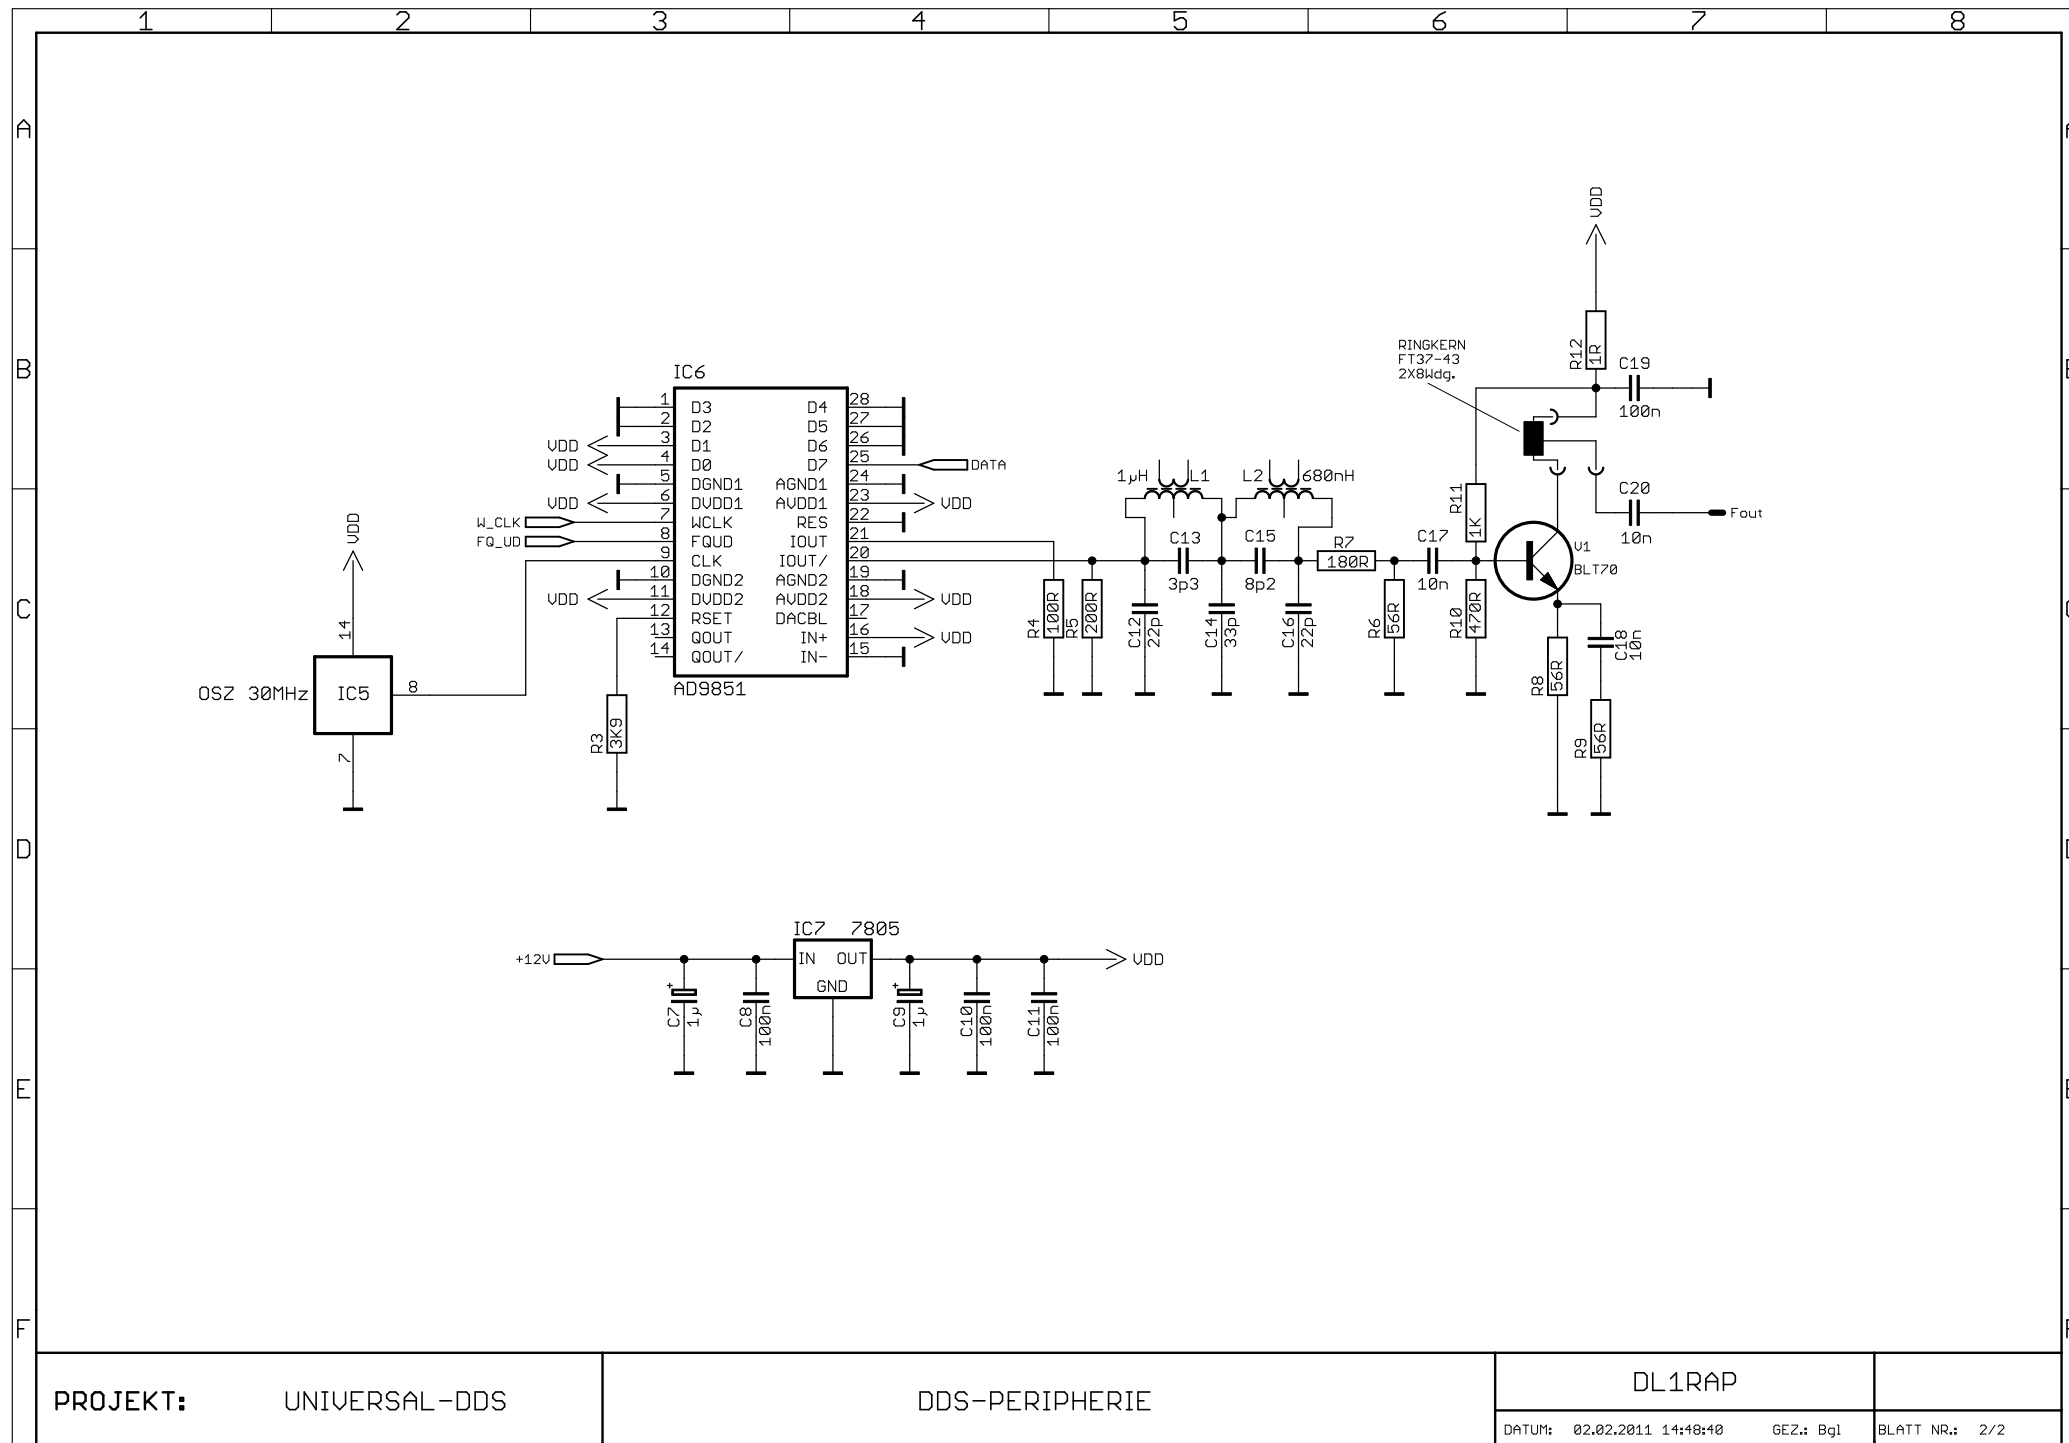 1 2 3 4 5 6 7 8
A
B
C
D
E
F
VDD
RINGKERN
FT37-43
2X8Wdg.
R12
1R
C19
100n
IC6
1 D3 D4 28
2 D2 D5 27
VDD 3 D1 D6 26
VDD 4 D0 D7 25 DATA
5 DGND1 AGND1 24
VDD 6 DVDD1 AVDD1 23 VDD
W_CLK 7 WCLK RES 22
FQ_UD 8 FQUD IOUT 21
9 CLK IOUT/ 20
10 DGND2 AGND2 19
VDD 11 DVDD2 AVDD2 18 VDD
12 RSET DACBL 17
13 QOUT IN+ 16 VDD
14 QOUT/ IN- 15
AD9851
1µH L1
L2 680nH
R11
1K
C20
10n
Fout
C13
3p3
C15
8p2
R7
180R
C17
10n
V1
BLT70
R4
100R
R5
200R
C12
22p
C14
33p
C16
22p
R6
56R
R10
470R
R8
56R
C18
10n
R9
56R
VDD
14
OSZ 30MHz
IC5
8
7
R3
3K9
IC7 7805
+12V
IN OUT
GND
VDD
+
C7
1µ
C8
100n
+
C9
1µ
C10
100n
C11
100n
PROJEKT: UNIVERSAL-DDS
DDS-PERIPHERIE
DL1RAP
DATUM: 02.02.2011 14:48:40 GEZ.: Bgl
BLATT NR.: 2/2